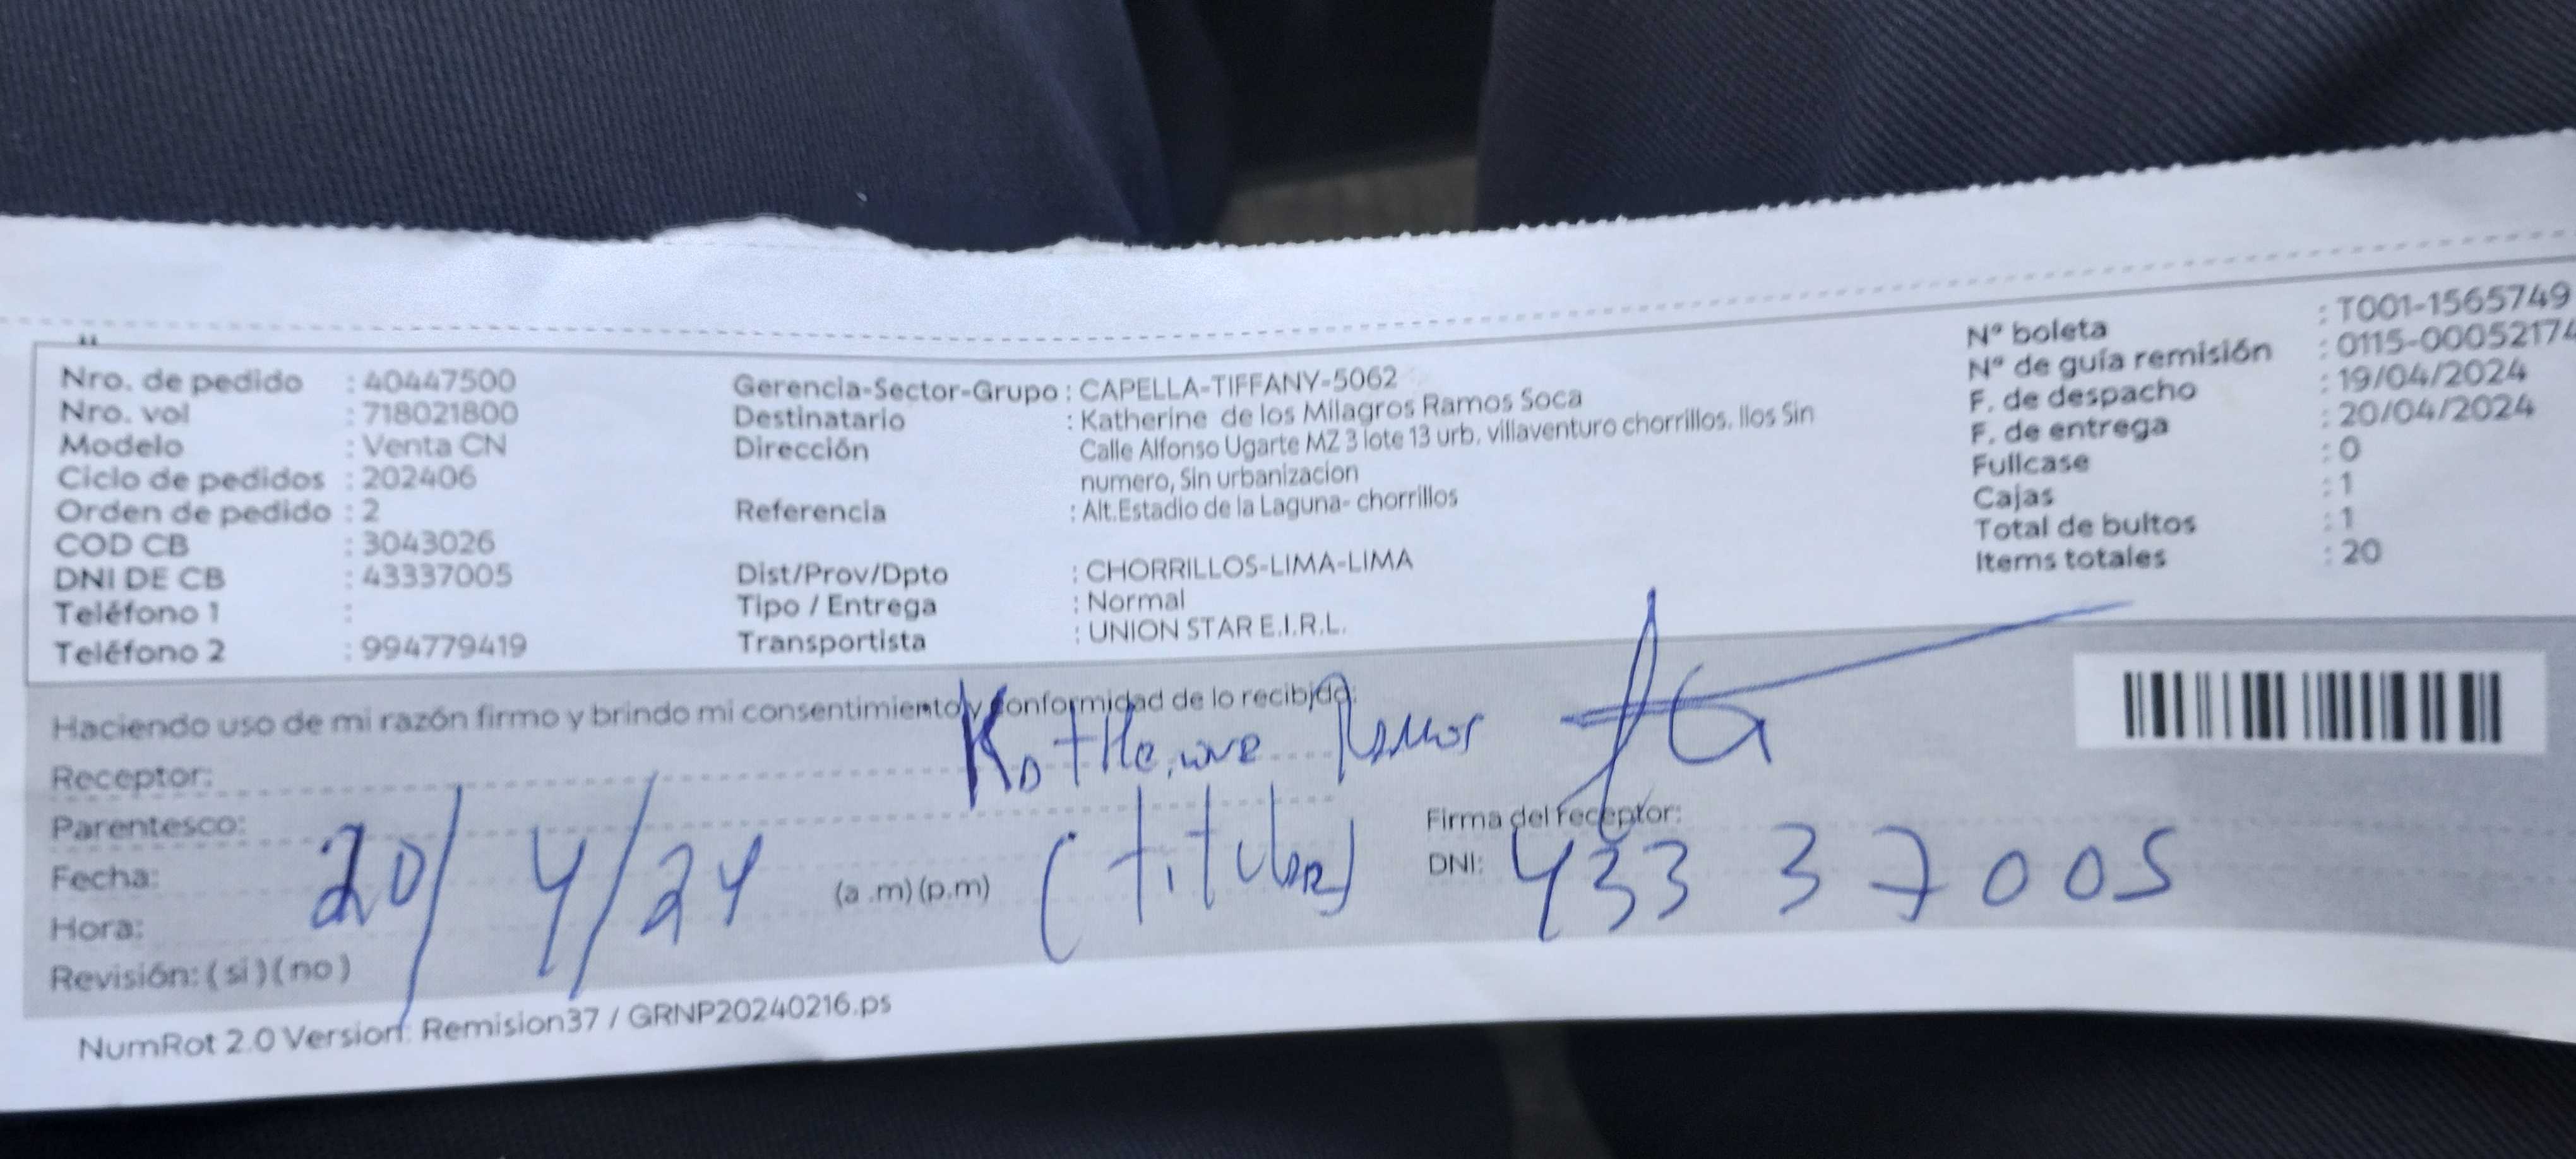 Nro. de pedido : 40447500
Nro. vol : 718021800
Modelo : Venta CN
Ciclo de pedidos : 202406
Orden de pedido : 2
COD CB : 3043026
DNI DE CB : 43337005
Teléfono 1 :
Teléfono 2 : 994779419
Gerencia-Sector-Grupo : CAPELLA-TIFFANY-5062
Destinatario : Katherine de los Milagros Ramos Soca
Dirección Calle Alfonso Ugarte MZ 3 lote 13 urb. villaventuro chorrillos. llos Sin
numero, Sin urbanizacion
Referencia : Alt.Estadio de la Laguna- chorrillos
Dist/Prov/Dpto : CHORRILLOS-LIMA-LIMA
Tipo / Entrega : Normal
Transportista : UNION STAR E.I.R.L.
Nº boleta : T001-1565749
Nº de guía remisión : 0115-00052174
F. de despacho : 19/04/2024
F. de entrega : 20/04/2024
Fullcase : 0
Cajas : 1
Total de bultos : 1
Items totales : 20
Haciendo uso de mi razón firmo y brindo mi consentimiento y conformidad de lo recibido:
Receptor: Katherine Ramos
Parentesco: (titular)
Firma del receptor:
Fecha: 20/4/24
DNI: 43337005
Hora: (a .m) (p.m)
Revisión: ( si ) ( no )
NumRot 2.0 Version: Remision37 / GRNP20240216.ps